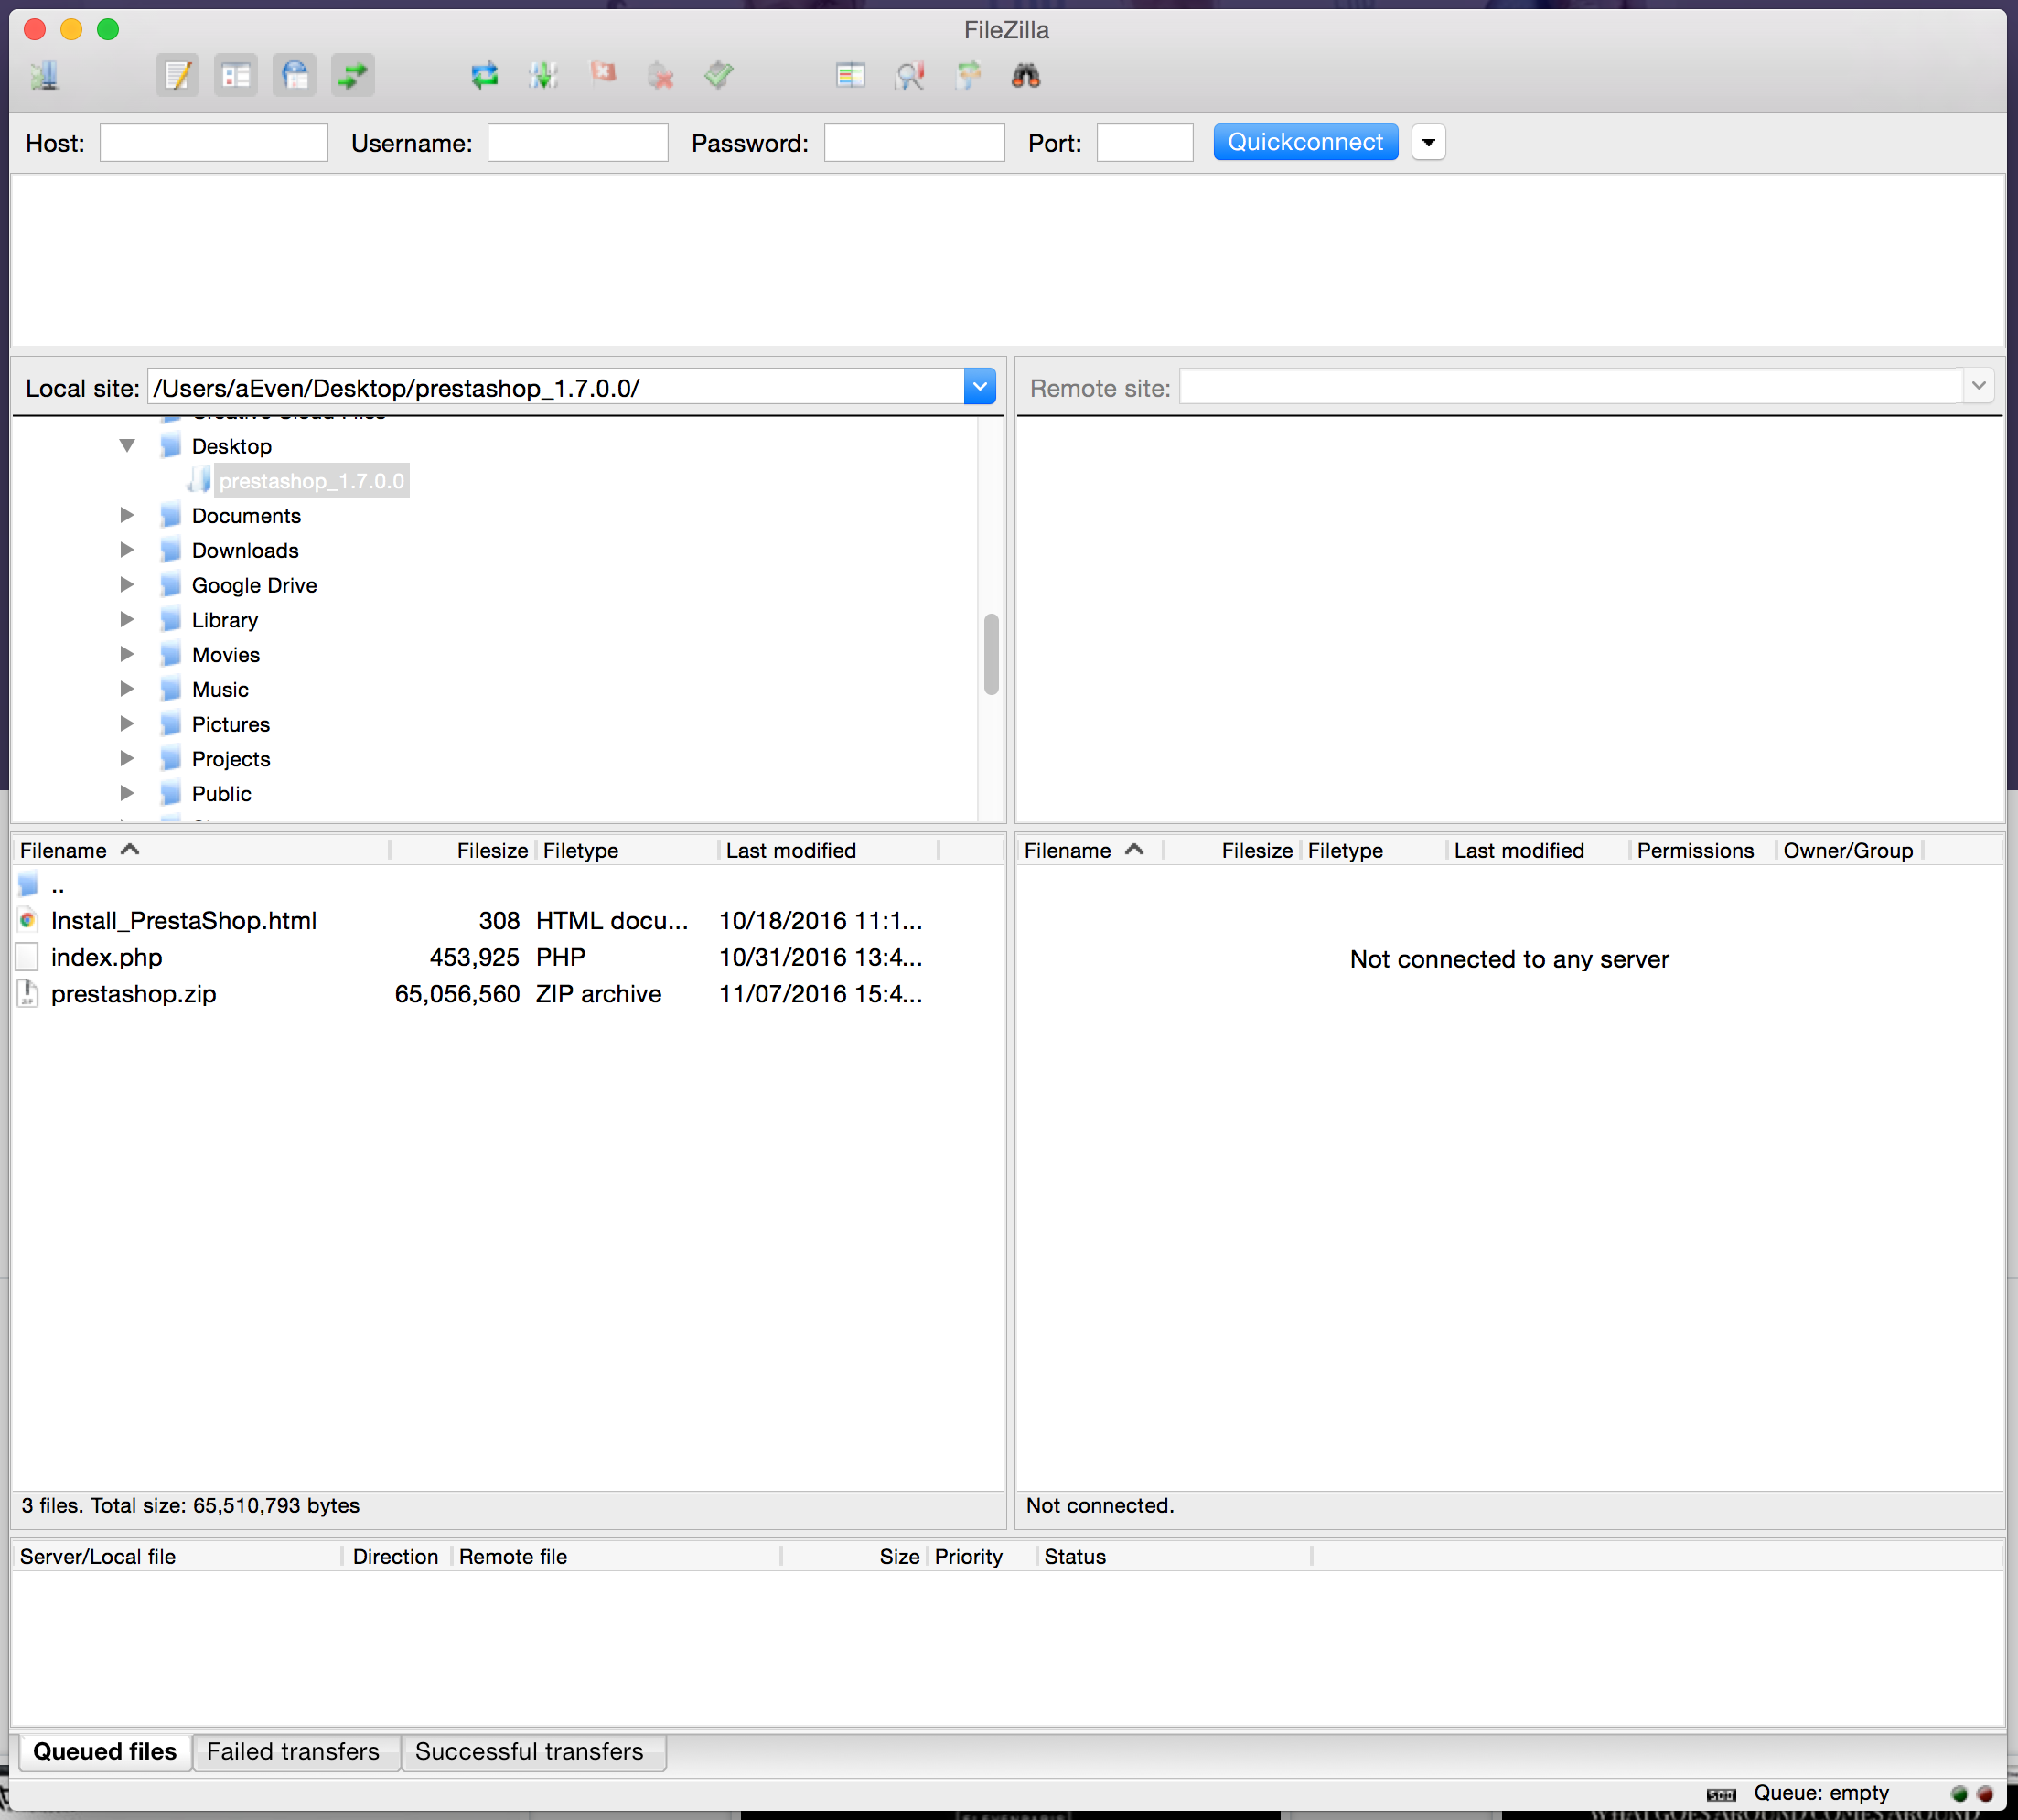 FileZilla
Host: Username: Password: Port: Quickconnect
Local site: /Users/aEven/Desktop/prestashop_1.7.0.0/
Remote site:
Creative Cloud Files
Desktop
prestashop_1.7.0.0
Documents
Downloads
Google Drive
Library
Movies
Music
Pictures
Projects
Public
Filename Filesize Filetype Last modified
..
Install_PrestaShop.html 308 HTML docu... 10/18/2016 11:1...
index.php 453,925 PHP 10/31/2016 13:4...
prestashop.zip 65,056,560 ZIP archive 11/07/2016 15:4...
3 files. Total size: 65,510,793 bytes
Filename Filesize Filetype Last modified Permissions Owner/Group
Not connected to any server
Not connected.
Server/Local file Direction Remote file Size Priority Status
Queued files Failed transfers Successful transfers
Queue: empty